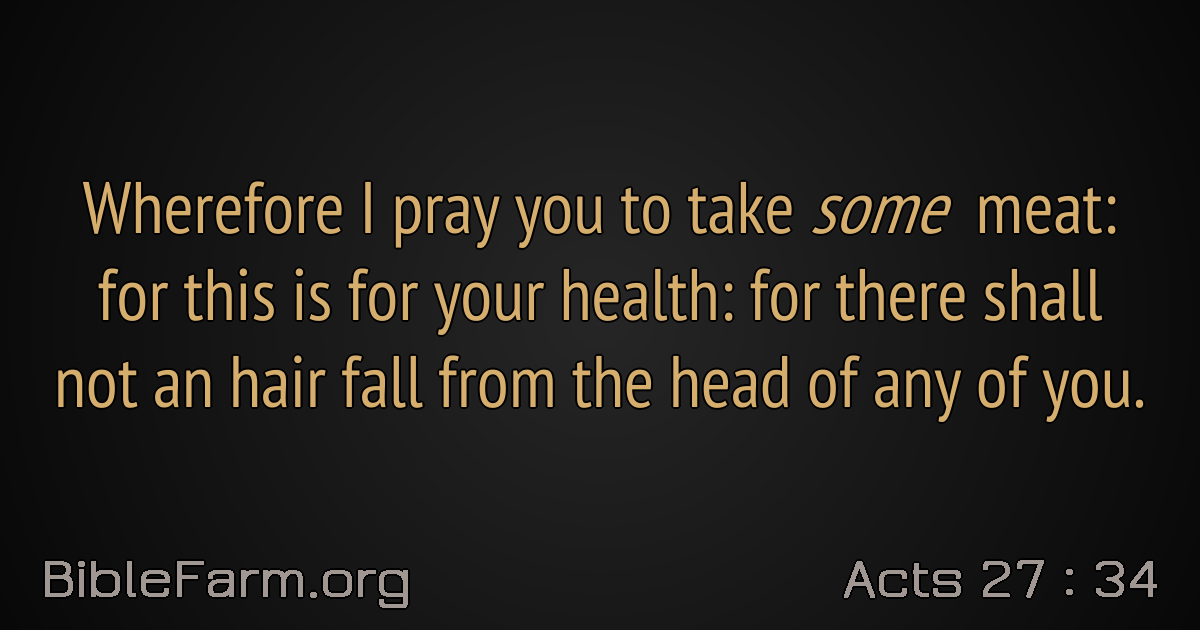 Wherefore I pray you to take some meat:
for this is for your health: for there shall
not an hair fall from the head of any of you.
BibleFarm.org
Acts 27 : 34